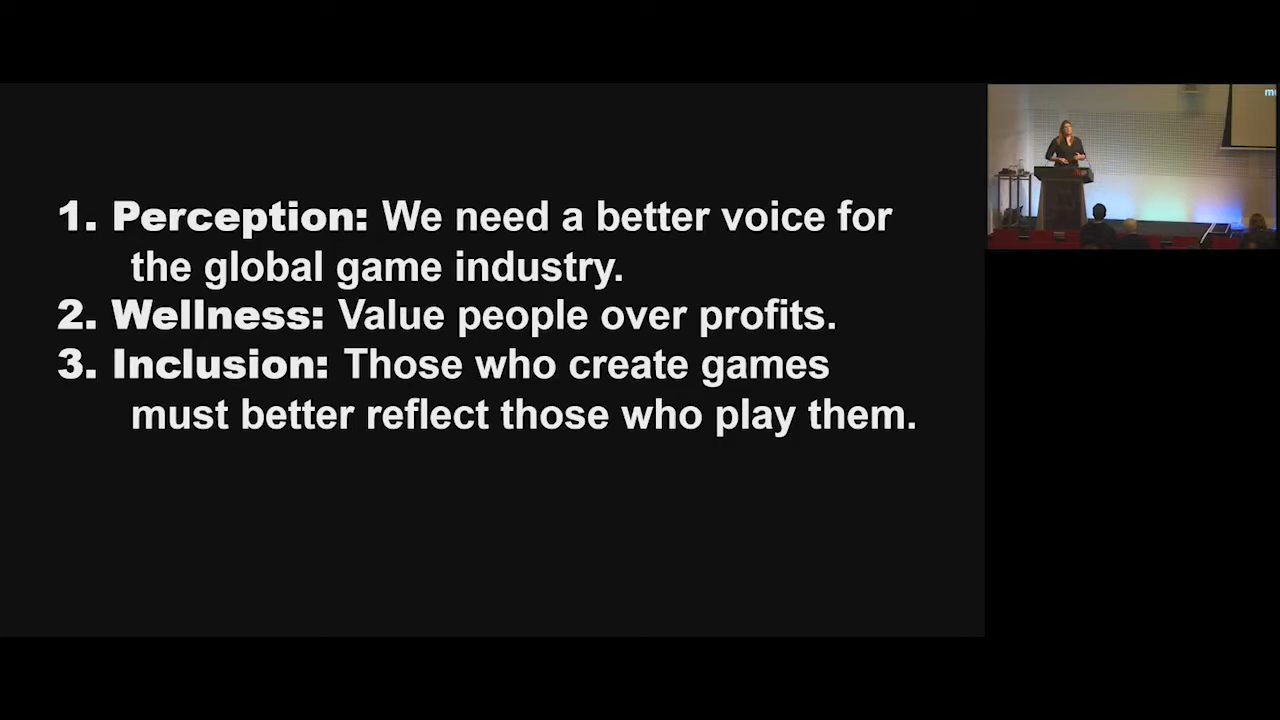 1. Perception: We need a better voice for
the global game industry.
2. Wellness: Value people over profits.
3. Inclusion: Those who create games
must better reflect those who play them.